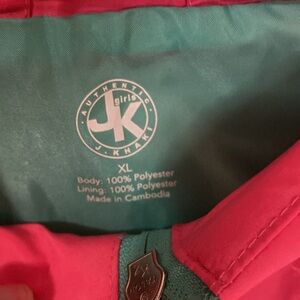 AUTHENTIC
girls
JK
J. KHAKI
XL
Body: 100% Polyester
Lining: 100% Polyester
Made in Cambodia